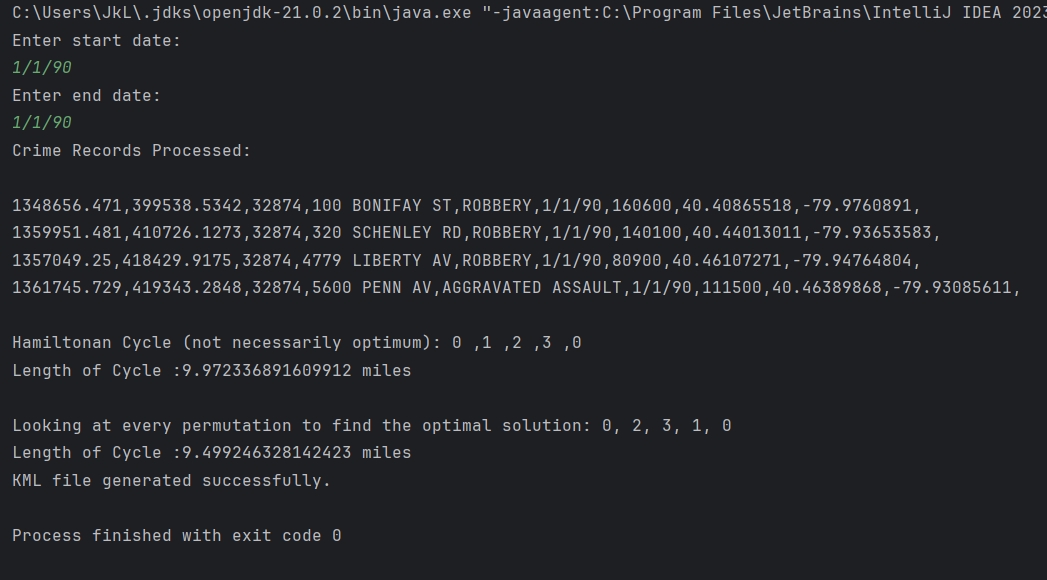 C:\Users\JkL\.jdks\openjdk-21.0.2\bin\java.exe "-javaagent:C:\Program Files\JetBrains\IntelliJ IDEA 2023
Enter start date:
1/1/90
Enter end date:
1/1/90
Crime Records Processed:
1348656.471,399538.5342,32874,100 BONIFAY ST,ROBBERY,1/1/90,160600,40.40865518,-79.9760891,
1359951.481,410726.1273,32874,320 SCHENLEY RD,ROBBERY,1/1/90,140100,40.44013011,-79.93653583,
1357049.25,418429.9175,32874,4779 LIBERTY AV,ROBBERY,1/1/90,80900,40.46107271,-79.94764804,
1361745.729,419343.2848,32874,5600 PENN AV,AGGRAVATED ASSAULT,1/1/90,111500,40.46389868,-79.93085611,
Hamiltonan Cycle (not necessarily optimum): 0 ,1 ,2 ,3 ,0
Length of Cycle :9.972336891609912 miles
Looking at every permutation to find the optimal solution: 0, 2, 3, 1, 0
Length of Cycle :9.499246328142423 miles
KML file generated successfully.
Process finished with exit code 0